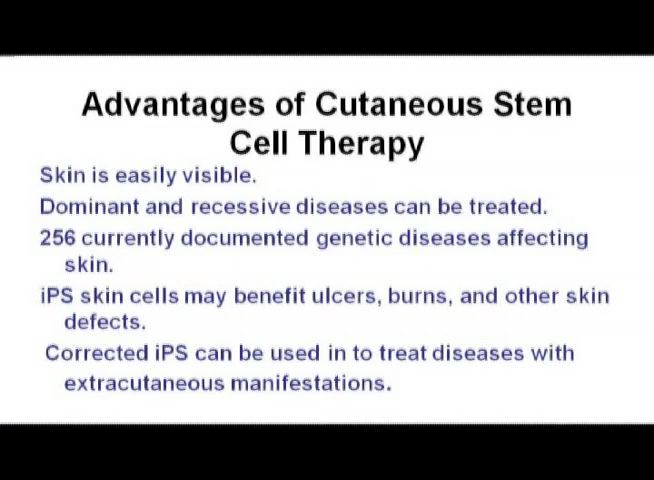 Advantages of Cutaneous Stem
Cell Therapy
Skin is easily visible.
Dominant and recessive diseases can be treated.
256 currently documented genetic diseases affecting
skin.
iPS skin cells may benefit ulcers, burns, and other skin
defects.
Corrected iPS can be used in to treat diseases with
extracutaneous manifestations.